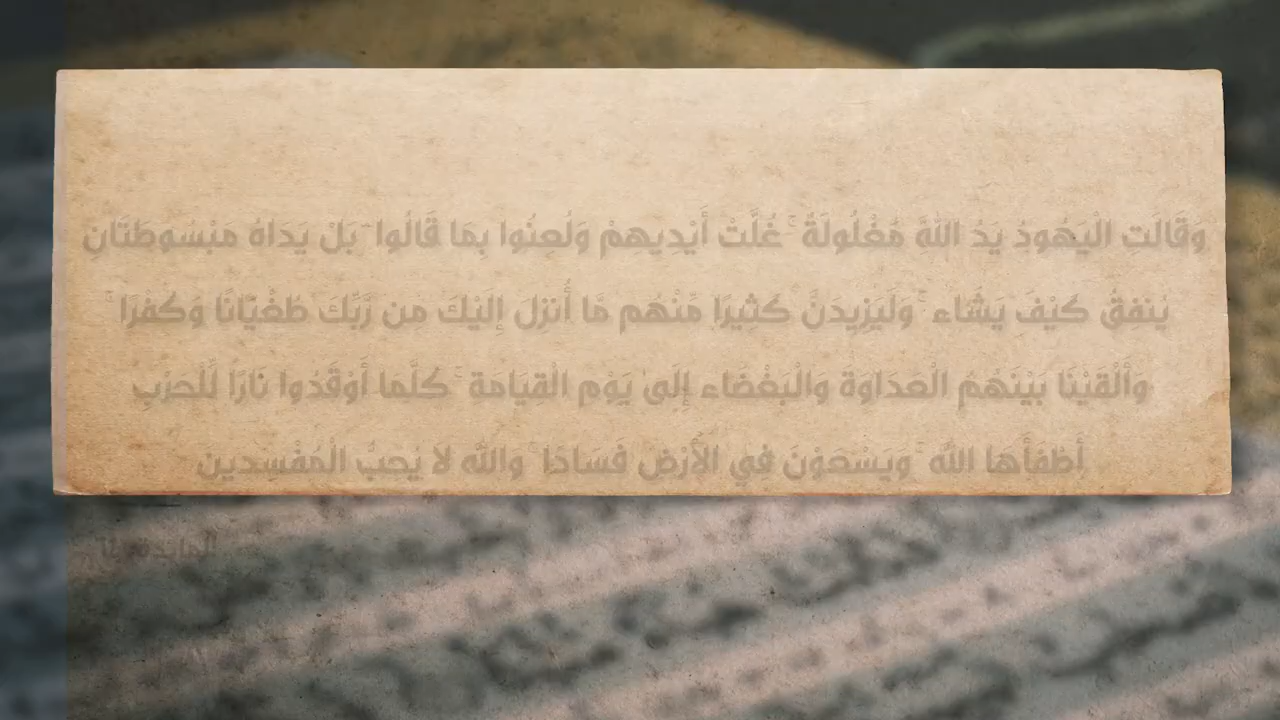 وَقَالَتِ الْيَهُودُ يَدُ اللَّهِ مَغْلُولَةٌ ۚ غُلَّتْ أَيْدِيهِمْ وَلُعِنُوا بِمَا قَالُوا ۘ بَلْ يَدَاهُ مَبْسُوطَتَانِ
يُنفِقُ كَيْفَ يَشَاء ۚ وَلَيَزِيدَنَّ كَثِيرًا مِّنْهُم مَّا أُنزِلَ إِلَيْكَ مِن رَّبِّكَ طُغْيَانًا وَكُفْرًا ۚ
وَأَلْقَيْنَا بَيْنَهُمُ الْعَدَاوَةَ وَالْبَغْضَاء إِلَىٰ يَوْمِ الْقِيَامَةِ ۚ كُلَّمَا أَوْقَدُوا نَارًا لِّلْحَرْبِ
أَطْفَأَهَا اللَّهُ ۚ وَيَسْعَوْنَ فِي الْأَرْضِ فَسَادًا ۚ وَاللَّهُ لَا يُحِبُّ الْمُفْسِدِينَ